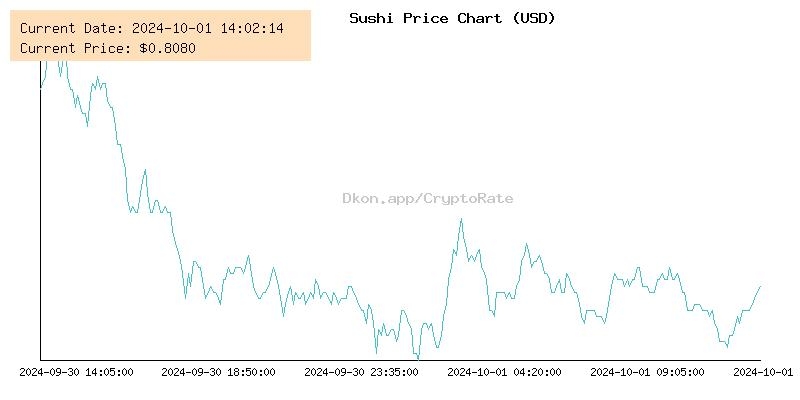 Sushi Price Chart (USD)
Current Date: 2024-10-01 14:02:14
Current Price: $0.8080
Dkon.app/CryptoRate
2024-09-30 14:05:00 2024-09-30 18:50:00 2024-09-30 23:35:00 2024-10-01 04:20:00 2024-10-01 09:05:00 2024-10-01